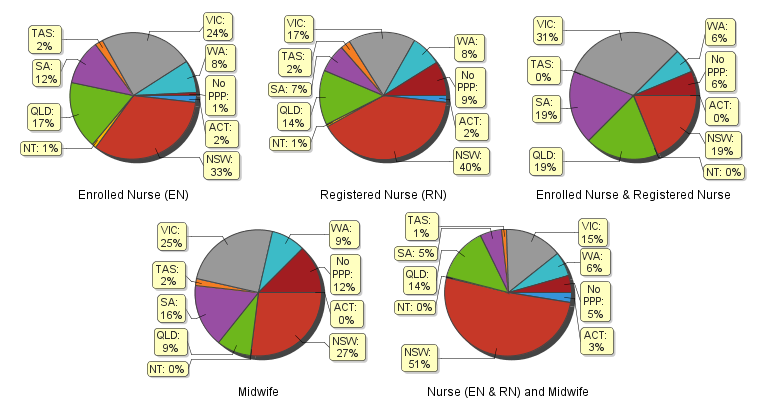 VIC:
24%
TAS:
2%
WA:
8%
SA:
12%
No
PPP:
1%
QLD:
17%
ACT:
2%
NT: 1%
NSW:
33%
Enrolled Nurse (EN)
VIC:
17%
WA:
8%
TAS:
2%
No
PPP:
9%
SA: 7%
QLD:
14%
ACT:
2%
NT: 1%
NSW:
40%
Registered Nurse (RN)
VIC:
31%
WA:
6%
TAS:
0%
No
PPP:
6%
SA:
19%
ACT:
0%
NSW:
19%
QLD:
19%
NT: 0%
Enrolled Nurse & Registered Nurse
VIC:
25%
WA:
9%
TAS:
2%
No
PPP:
12%
SA:
16%
ACT:
0%
QLD:
9%
NSW:
27%
NT: 0%
Midwife
TAS:
1%
VIC:
15%
SA: 5%
WA:
6%
QLD:
14%
No
PPP:
5%
NT: 0%
ACT:
3%
NSW:
51%
Nurse (EN & RN) and Midwife